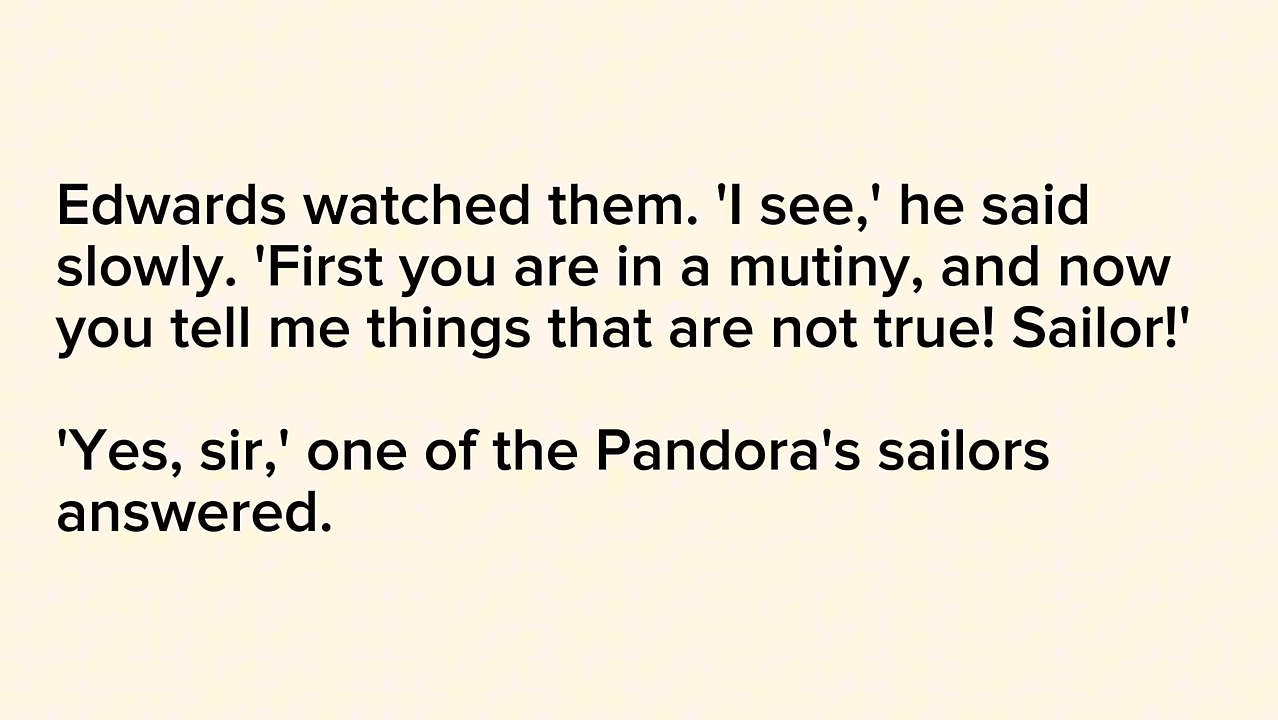 Edwards watched them. 'I see,' he said
slowly. 'First you are in a mutiny, and now
you tell me things that are not true! Sailor!'
'Yes, sir,' one of the Pandora's sailors
answered.